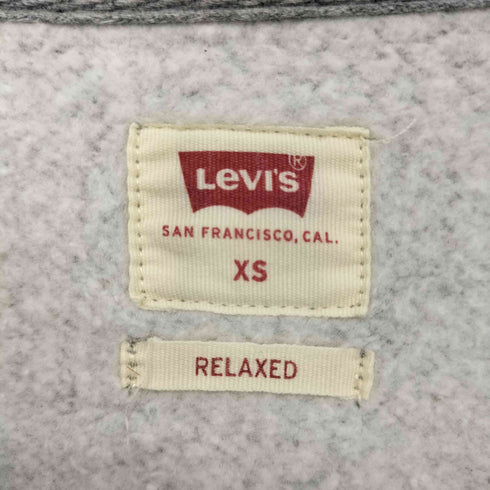 Levi's®
SAN FRANCISCO, CAL.
XS
RELAXED